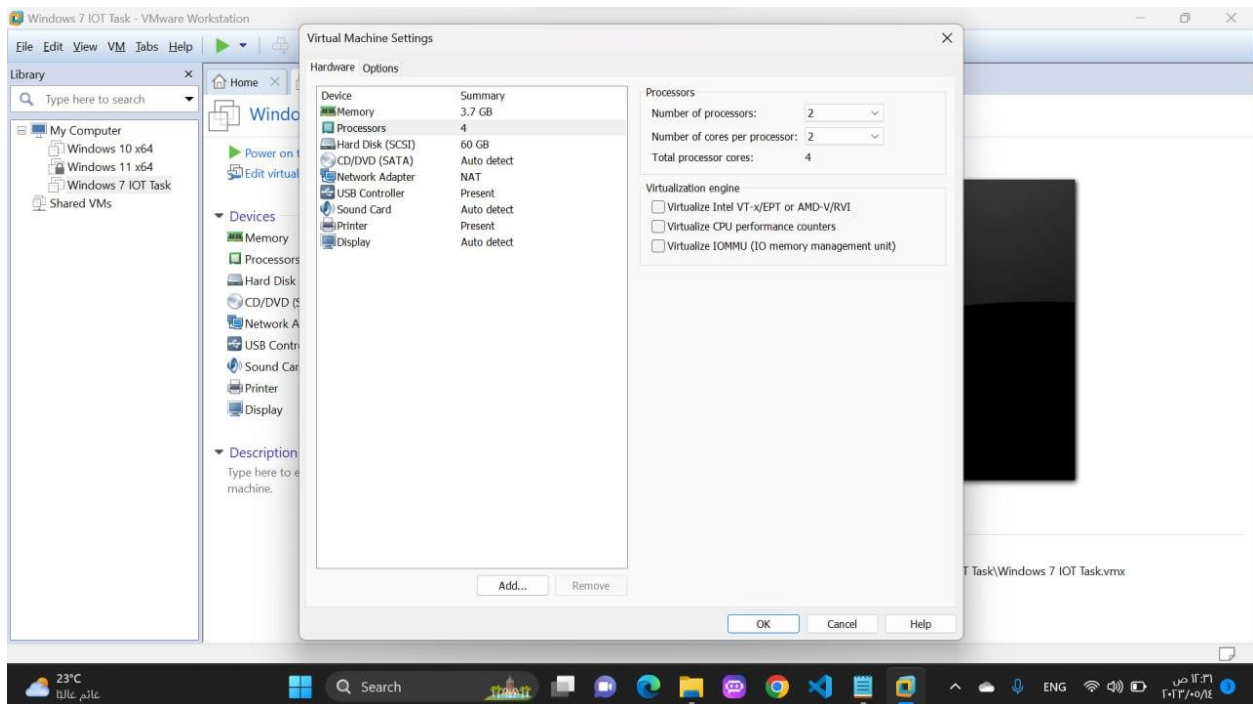 Windows 7 IOT Task - VMware Workstation
File Edit View VM Tabs Help
Library
Type here to search
My Computer
Windows 10 x64
Windows 11 x64
Windows 7 IOT Task
Shared VMs
Home
Windo
Power on t
Edit virtual
Devices
Memory
Processors
Hard Disk
CD/DVD (S
Network A
USB Contr
Sound Car
Printer
Display
Description
Type here to e
machine.
Virtual Machine Settings
Hardware Options
Device Summary
Memory 3.7 GB
Processors 4
Hard Disk (SCSI) 60 GB
CD/DVD (SATA) Auto detect
Network Adapter NAT
USB Controller Present
Sound Card Auto detect
Printer Present
Display Auto detect
Add... Remove
Processors
Number of processors: 2
Number of cores per processor: 2
Total processor cores: 4
Virtualization engine
Virtualize Intel VT-x/EPT or AMD-V/RVI
Virtualize CPU performance counters
Virtualize IOMMU (IO memory management unit)
OK Cancel Help
T Task\Windows 7 IOT Task.vmx
23°C
غائم غالبًا
Search
ENG
١٢:٣١ ص
٢٠٢٣/٠٥/١٤
3